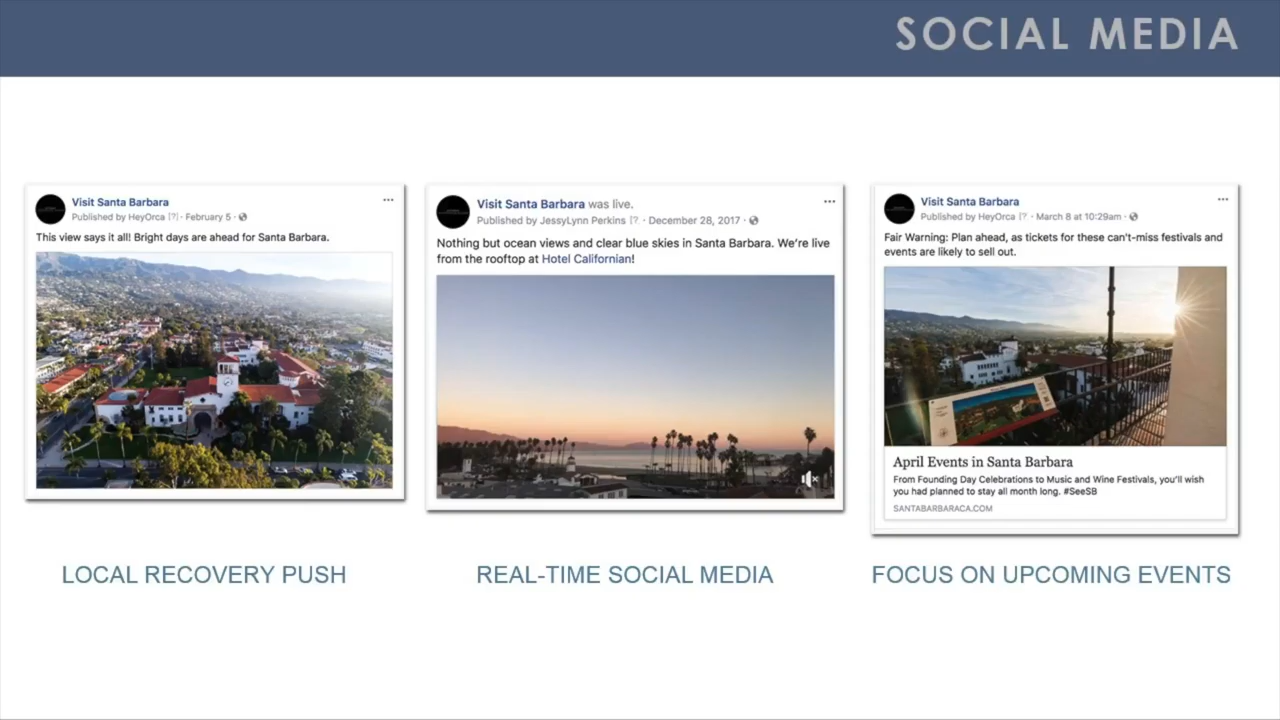 SOCIAL MEDIA
Visit Santa Barbara
Published by HeyOrca [?] · February 5 ·
This view says it all! Bright days are ahead for Santa Barbara.
LOCAL RECOVERY PUSH
Visit Santa Barbara was live.
Published by JessyLynn Perkins [? · December 28, 2017 ·
Nothing but ocean views and clear blue skies in Santa Barbara. We're live
from the rooftop at Hotel Californian!
REAL-TIME SOCIAL MEDIA
Visit Santa Barbara
Published by HeyOrca [? · March 8 at 10:29am ·
Fair Warning: Plan ahead, as tickets for these can't-miss festivals and
events are likely to sell out.
April Events in Santa Barbara
From Founding Day Celebrations to Music and Wine Festivals, you'll wish
you had planned to stay all month long. #SeeSB
SANTABARBARACA.COM
FOCUS ON UPCOMING EVENTS